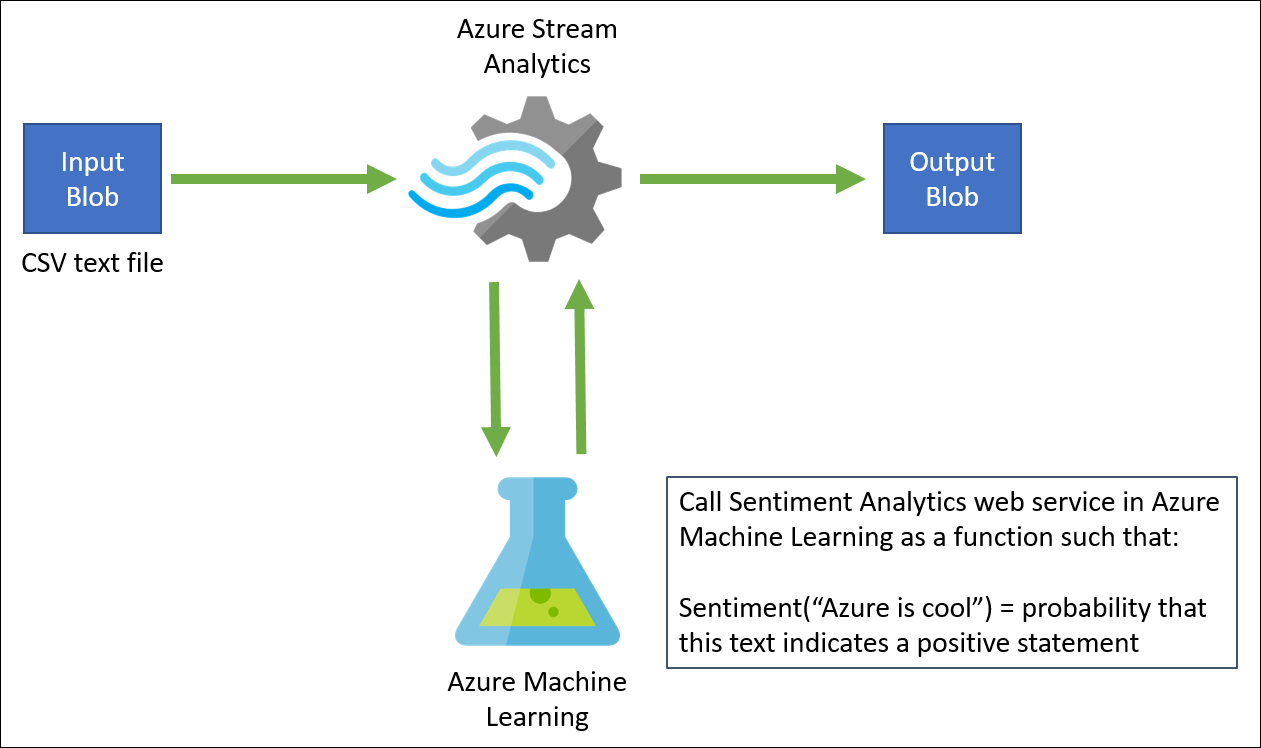 Azure Stream
Analytics
Input
Blob
Output
Blob
CSV text file
Call Sentiment Analytics web service in Azure
Machine Learning as a function such that:
Sentiment(“Azure is cool”) = probability that
this text indicates a positive statement
Azure Machine
Learning